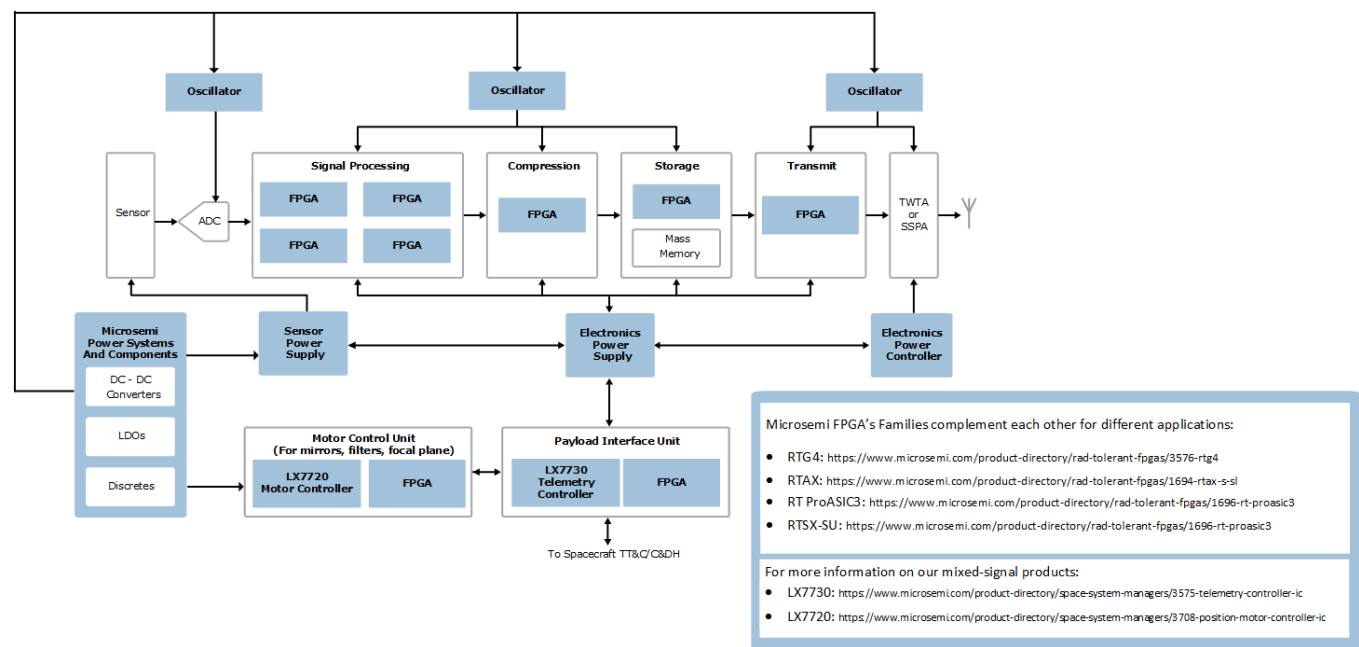 Oscillator
Oscillator
Oscillator
Sensor
ADC
Signal Processing
FPGA
FPGA
FPGA
FPGA
Compression
FPGA
Storage
FPGA
Mass
Memory
Transmit
FPGA
TWTA
or
SSPA
Microsemi
Power Systems
And Components
DC - DC
Converters
LDOs
Discretes
Sensor
Power
Supply
Electronics
Power
Supply
Electronics
Power
Controller
Motor Control Unit
(For mirrors, filters, focal plane)
LX7720
Motor Controller
FPGA
Payload Interface Unit
LX7730
Telemetry
Controller
FPGA
To Spacecraft TT&C/C&DH
Microsemi FPGA's Families complement each other for different applications:
• RTG4: https://www.microsemi.com/product-directory/rad-tolerant-fpgas/3576-rtg4
• RTAX: https://www.microsemi.com/product-directory/rad-tolerant-fpgas/1694-rtax-s-sl
• RT ProASIC3: https://www.microsemi.com/product-directory/rad-tolerant-fpgas/1696-rt-proasic3
• RTSX-SU: https://www.microsemi.com/product-directory/rad-tolerant-fpgas/1696-rt-proasic3
For more information on our mixed-signal products:
• LX7730: https://www.microsemi.com/product-directory/space-system-managers/3575-telemetry-controller-ic
• LX7720: https://www.microsemi.com/product-directory/space-system-managers/3708-position-motor-controller-ic